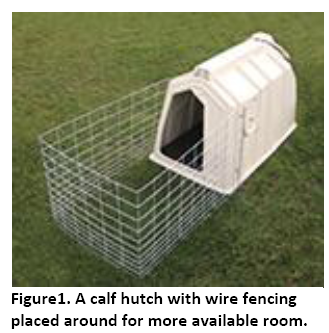 Figure1. A calf hutch with wire fencing
placed around for more available room.